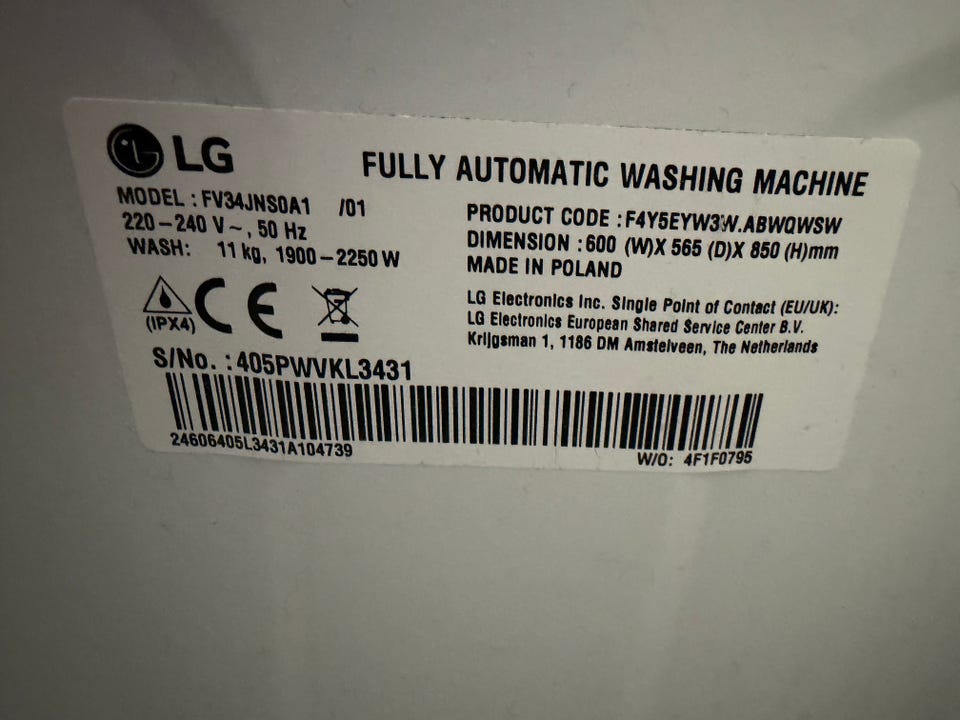 LG
FULLY AUTOMATIC WASHING MACHINE
MODEL : FV34JNS0A1 /01
220-240 V~, 50 Hz
WASH: 11 kg, 1900-2250 W
PRODUCT CODE : F4Y5EYW3W.ABWQWSW
DIMENSION : 600 (W)X 565 (D)X 850 (H)mm
MADE IN POLAND
(IPX4)
CE
LG Electronics Inc. Single Point of Contact (EU/UK):
LG Electronics European Shared Service Center B.V.
Krijgsman 1, 1186 DM Amstelveen, The Netherlands
S/No. : 405PWVKL3431
24606405L3431A104739
W/O: 4F1F0795